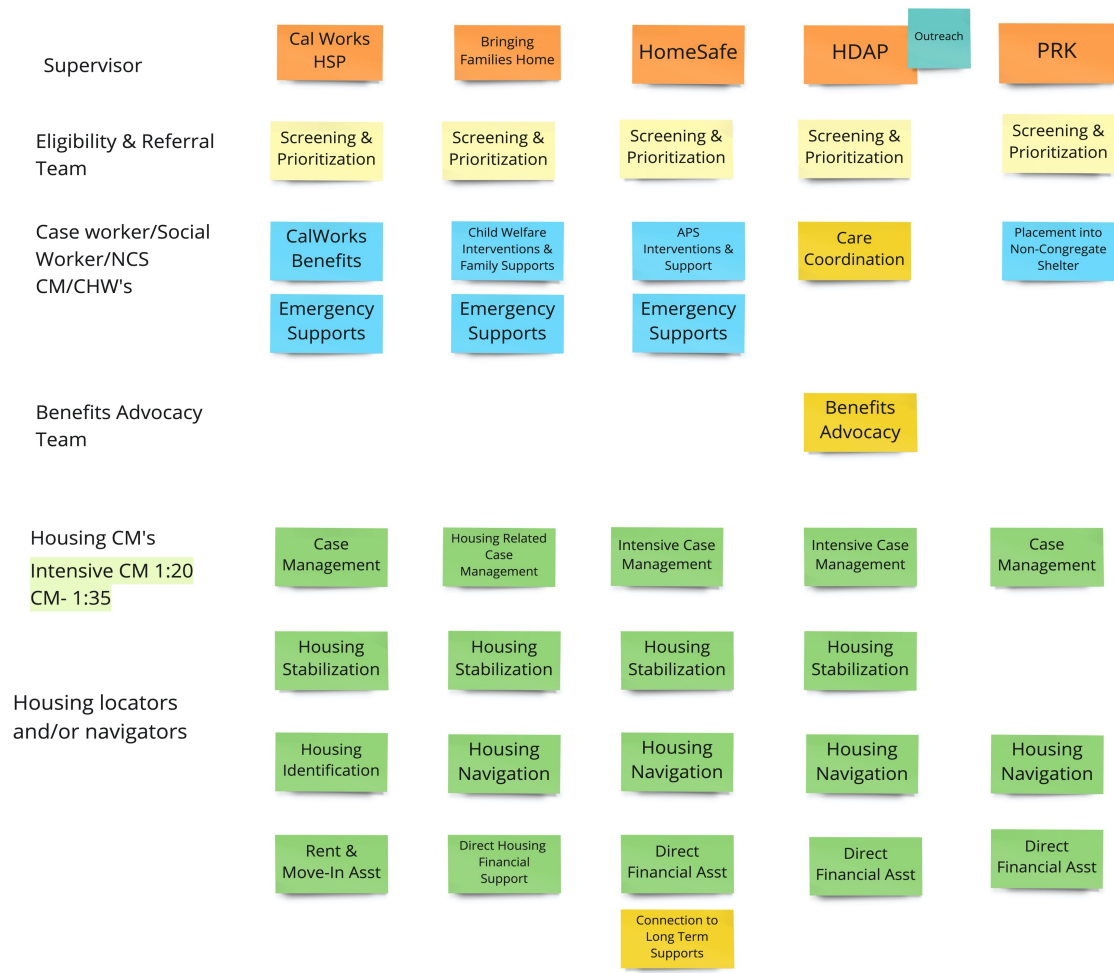 Supervisor
Cal Works
HSP
Bringing
Families Home
HomeSafe
HDAP
Outreach
PRK
Eligibility & Referral
Team
Screening &
Prioritization
Screening &
Prioritization
Screening &
Prioritization
Screening &
Prioritization
Screening &
Prioritization
Case worker/Social
Worker/NCS
CM/CHW's
CalWorks
Benefits
Child Welfare
Interventions &
Family Supports
APS
Interventions &
Support
Care
Coordination
Placement into
Non-Congregate
Shelter
Emergency
Supports
Emergency
Supports
Emergency
Supports
Benefits Advocacy
Team
Benefits
Advocacy
Housing CM's
Intensive CM 1:20
CM- 1:35
Case
Management
Housing Related
Case
Management
Intensive Case
Management
Intensive Case
Management
Case
Management
Housing
Stabilization
Housing
Stabilization
Housing
Stabilization
Housing
Stabilization
Housing locators
and/or navigators
Housing
Identification
Housing
Navigation
Housing
Navigation
Housing
Navigation
Housing
Navigation
Rent &
Move-In Asst
Direct Housing
Financial
Support
Direct
Financial Asst
Direct
Financial Asst
Direct
Financial Asst
Connection to
Long Term
Supports